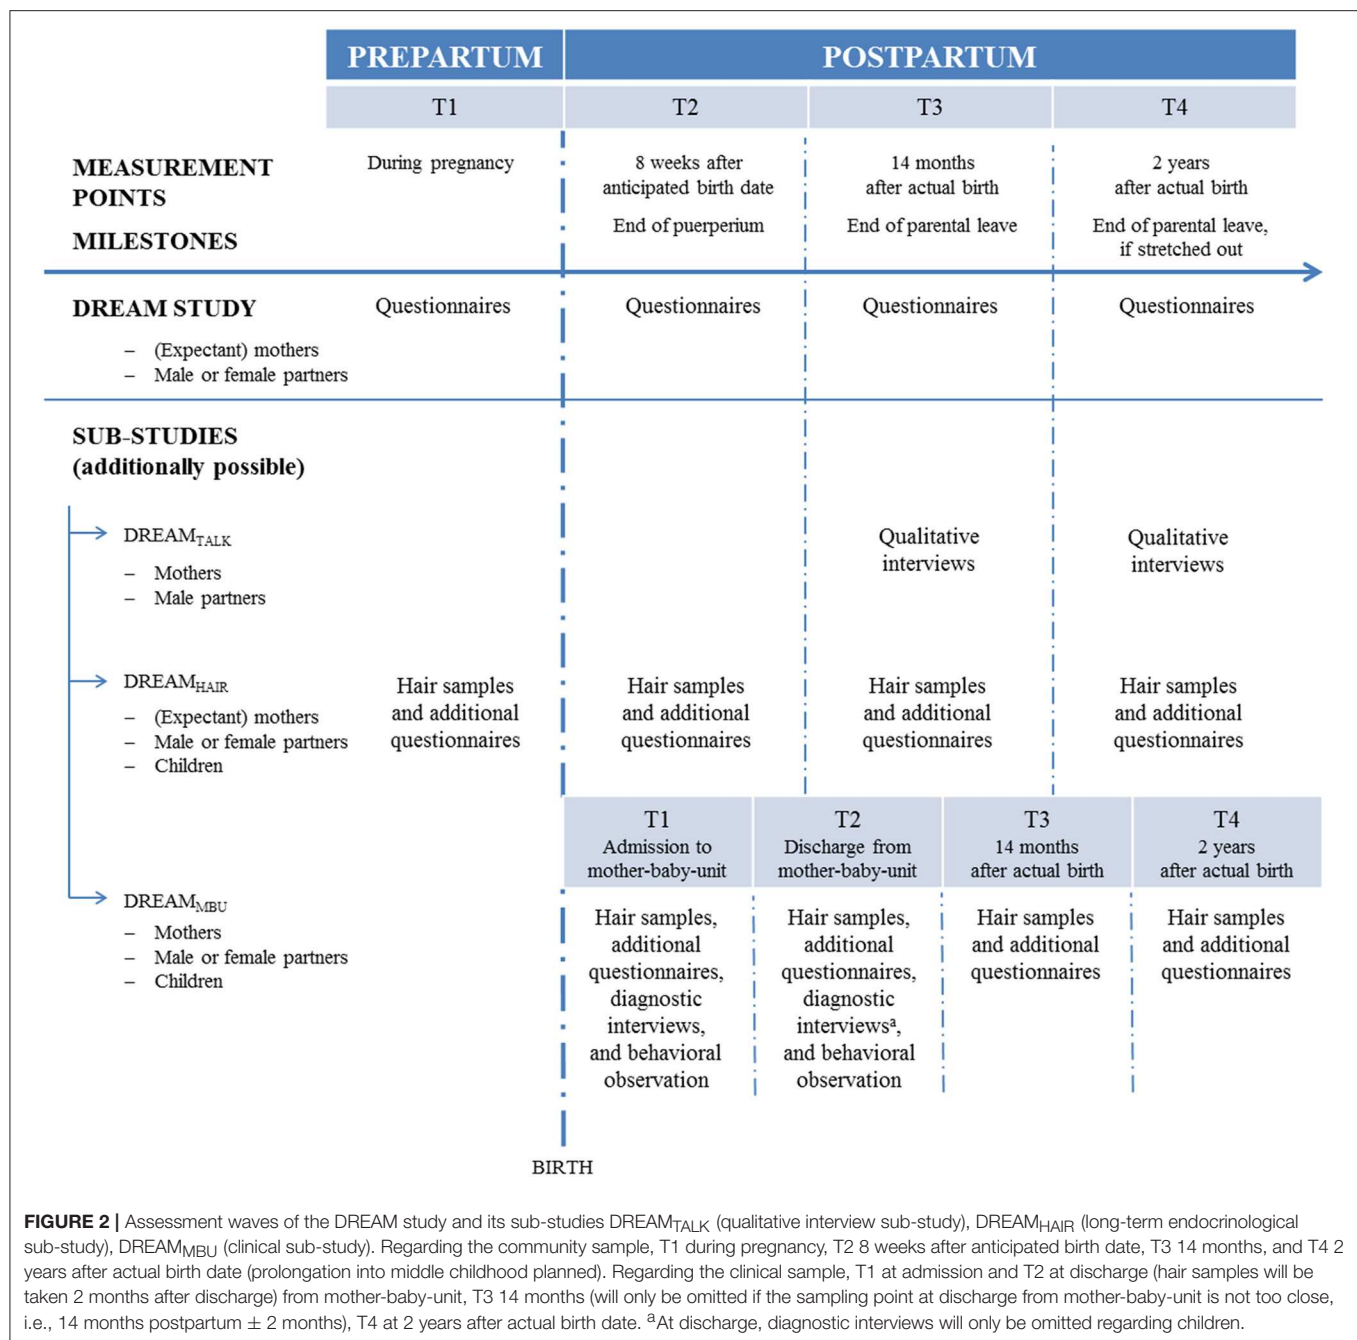 PREPARTUM POSTPARTUM
T1 T2 T3 T4
MEASUREMENT
POINTS
During pregnancy
8 weeks after
anticipated birth date
14 months
after actual birth
2 years
after actual birth
MILESTONES
End of puerperium
End of parental leave
End of parental leave,
if stretched out
DREAM STUDY
Questionnaires Questionnaires Questionnaires Questionnaires
– (Expectant) mothers
– Male or female partners
SUB-STUDIES
(additionally possible)
DREAMTALK
– Mothers
– Male partners
Qualitative
interviews
Qualitative
interviews
DREAMHAIR
– (Expectant) mothers
– Male or female partners
– Children
Hair samples
and additional
questionnaires
Hair samples
and additional
questionnaires
Hair samples
and additional
questionnaires
Hair samples
and additional
questionnaires
T1
Admission to
mother-baby-unit
T2
Discharge from
mother-baby-unit
T3
14 months
after actual birth
T4
2 years
after actual birth
DREAMMBU
– Mothers
– Male or female partners
– Children
Hair samples,
additional
questionnaires,
diagnostic
interviews,
and behavioral
observation
Hair samples,
additional
questionnaires,
diagnostic
interviewsᵃ,
and behavioral
observation
Hair samples
and additional
questionnaires
Hair samples
and additional
questionnaires
BIRTH
FIGURE 2 | Assessment waves of the DREAM study and its sub-studies DREAMTALK (qualitative interview sub-study), DREAMHAIR (long-term endocrinological
sub-study), DREAMMBU (clinical sub-study). Regarding the community sample, T1 during pregnancy, T2 8 weeks after anticipated birth date, T3 14 months, and T4 2
years after actual birth date (prolongation into middle childhood planned). Regarding the clinical sample, T1 at admission and T2 at discharge (hair samples will be
taken 2 months after discharge) from mother-baby-unit, T3 14 months (will only be omitted if the sampling point at discharge from mother-baby-unit is not too close,
i.e., 14 months postpartum ± 2 months), T4 at 2 years after actual birth date. ᵃAt discharge, diagnostic interviews will only be omitted regarding children.